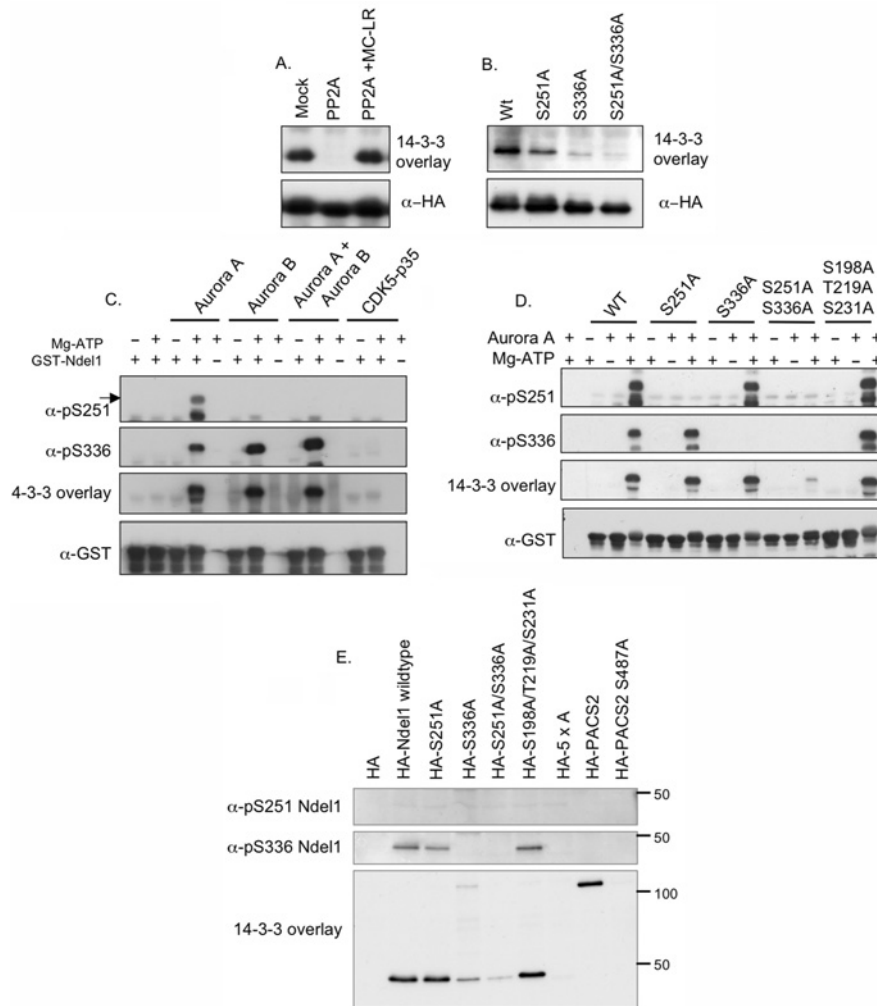 A.
Mock
PP2A
PP2A +MC-LR
14-3-3
overlay
α–HA
B.
Wt
S251A
S336A
S251A/S336A
14-3-3
overlay
α–HA
C.
Aurora A
Aurora B
Aurora A +
Aurora B
CDK5-p35
Mg-ATP – + – + + – + + – + + – + +
GST-Ndel1 + + + + – + + – + + – + + –
α-pS251
α-pS336
4-3-3 overlay
α-GST
D.
WT
S251A
S336A
S251A
S336A
S198A
T219A
S231A
Aurora A + – + + – + + – + + – + + – + +
Mg-ATP + + – + + – + + – + + – + + – +
α-pS251
α-pS336
14-3-3 overlay
α-GST
E.
HA
HA-Ndel1 wildtype
HA-S251A
HA-S336A
HA-S251A/S336A
HA-S198A/T219A/S231A
HA-5 x A
HA-PACS2
HA-PACS2 S487A
α-pS251 Ndel1
50
α-pS336 Ndel1
50
14-3-3 overlay
100
50